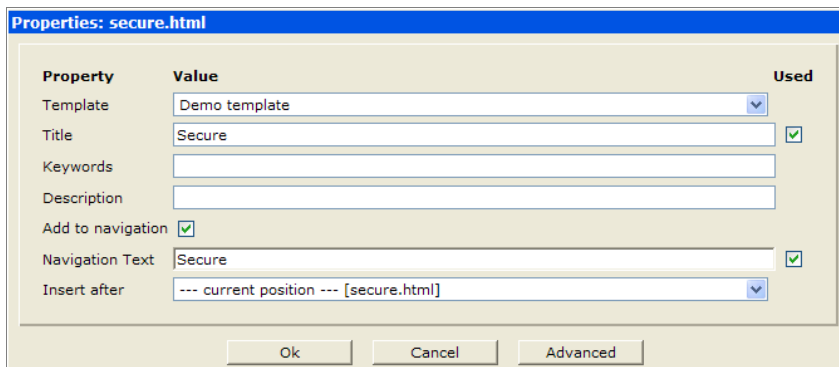 Properties: secure.html
Property Value Used
Template Demo template
Title Secure
Keywords
Description
Add to navigation
Navigation Text Secure
Insert after --- current position --- [secure.html]
Ok Cancel Advanced